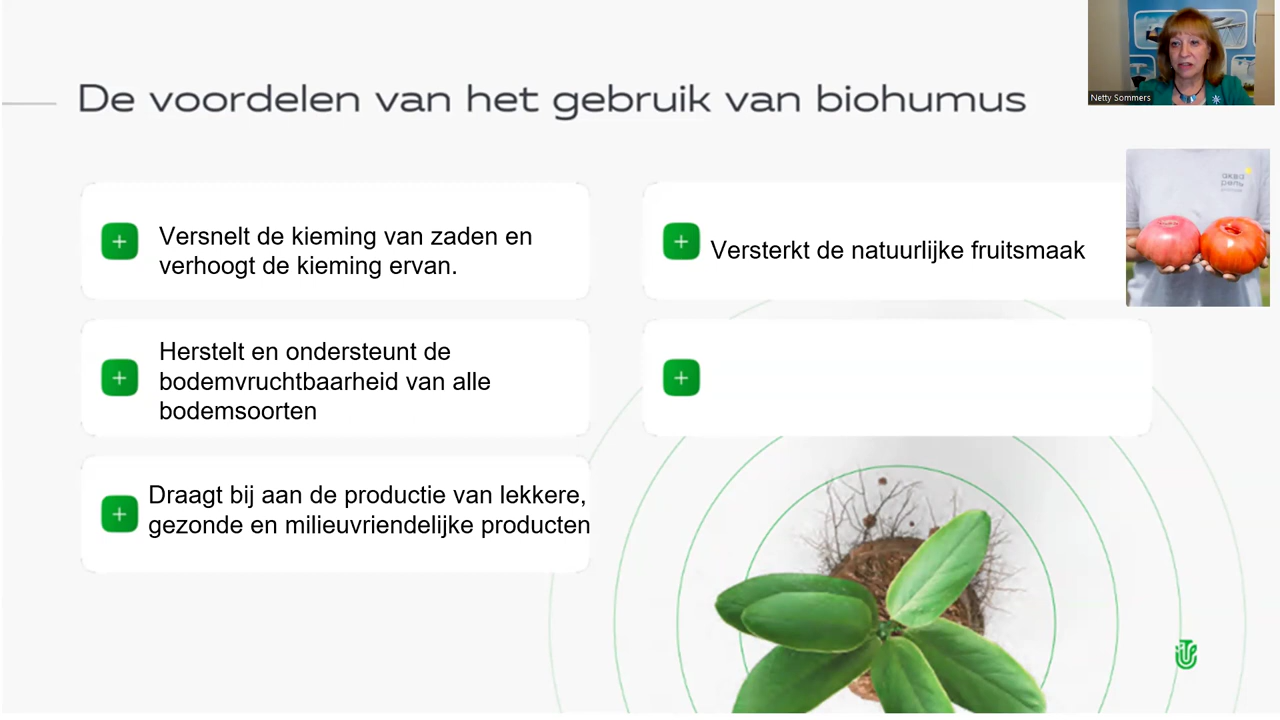 De voordelen van het gebruik van biohumus
Netty Sommers
Versnelt de kieming van zaden en
verhoogt de kieming ervan.
Versterkt de natuurlijke fruitsmaak
Herstelt en ondersteunt de
bodemvruchtbaarheid van alle
bodemsoorten
Draagt bij aan de productie van lekkere,
gezonde en milieuvriendelijke producten